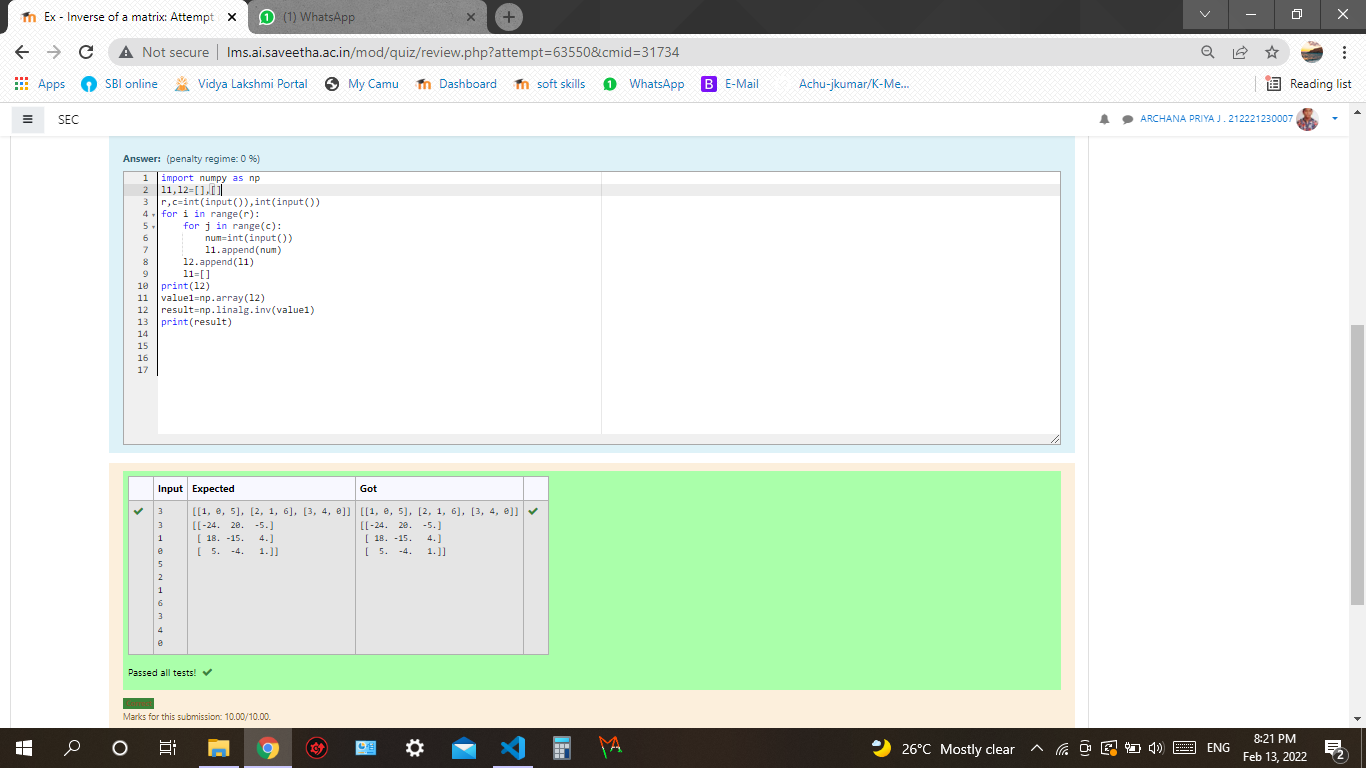 Ex - Inverse of a matrix: Attempt
(1) WhatsApp
Not secure | lms.ai.saveetha.ac.in/mod/quiz/review.php?attempt=63550&cmid=31734
Apps SBI online Vidya Lakshmi Portal My Camu Dashboard soft skills WhatsApp B E-Mail Achu-jkumar/K-Me... Reading list
SEC ARCHANA PRIYA J . 212221230007
Answer: (penalty regime: 0 %)
1 import numpy as np
2 l1,l2=[],[]
3 r,c=int(input()),int(input())
4 for i in range(r):
5 for j in range(c):
6 num=int(input())
7 l1.append(num)
8 l2.append(l1)
9 l1=[]
10 print(l2)
11 value1=np.array(l2)
12 result=np.linalg.inv(value1)
13 print(result)
14
15
16
17
Input Expected Got
3 [[1, 0, 5], [2, 1, 6], [3, 4, 0]] [[1, 0, 5], [2, 1, 6], [3, 4, 0]]
3 [[-24. 20. -5.] [[-24. 20. -5.]
1 [ 18. -15. 4.] [ 18. -15. 4.]
0 [ 5. -4. 1.]] [ 5. -4. 1.]]
5
2
1
6
3
4
0
Passed all tests!
Marks for this submission: 10.00/10.00.
26°C Mostly clear ENG 8:21 PM
Feb 13, 2022
2